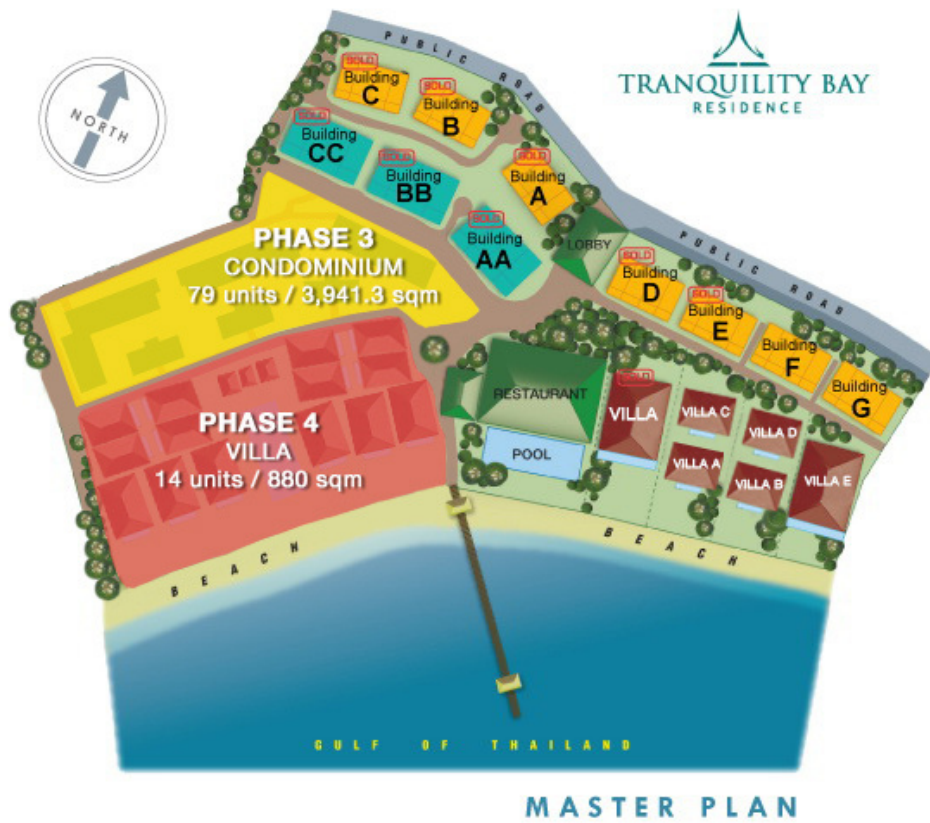 TRANQUILITY BAY
RESIDENCE
NORTH
PUBLIC ROAD
SOLD
Building
C
SOLD
Building
B
SOLD
Building
CC
SOLD
Building
BB
SOLD
Building
A
SOLD
Building
AA
LOBBY
PUBLIC ROAD
SOLD
Building
D
SOLD
Building
E
Building
F
Building
G
PHASE 3
CONDOMINIUM
79 units / 3,941.3 sqm
PHASE 4
VILLA
14 units / 880 sqm
RESTAURANT
POOL
SOLD
VILLA
VILLA C
VILLA D
VILLA A
VILLA B
VILLA E
BEACH
BEACH
GULF OF THAILAND
MASTER PLAN